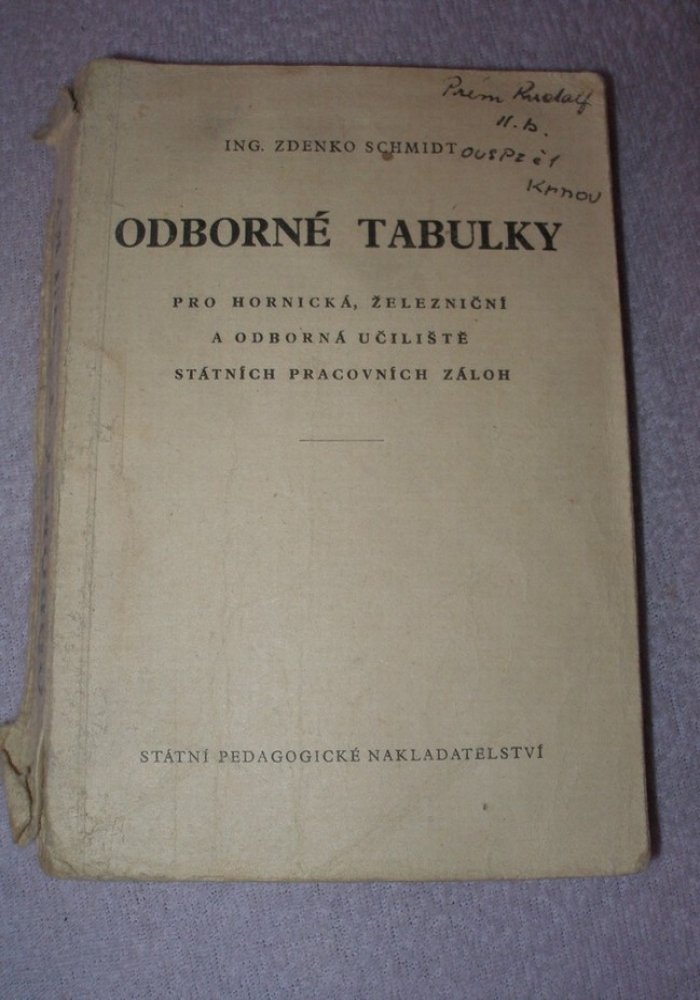 Prém Rudolf
II.b.
ING. ZDENKO SCHMIDT
OUSPZ č1
Krnov
ODBORNÉ TABULKY
PRO HORNICKÁ, ŽELEZNIČNÍ
A ODBORNÁ UČILIŠTĚ
STÁTNÍCH PRACOVNÍCH ZÁLOH
STÁTNÍ PEDAGOGICKÉ NAKLADATELSTVÍ